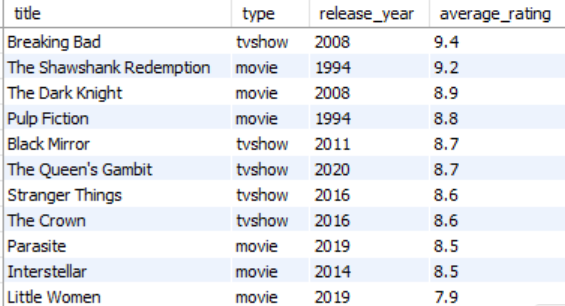 title type release_year average_rating
Breaking Bad tvshow 2008 9.4
The Shawshank Redemption movie 1994 9.2
The Dark Knight movie 2008 8.9
Pulp Fiction movie 1994 8.8
Black Mirror tvshow 2011 8.7
The Queen's Gambit tvshow 2020 8.7
Stranger Things tvshow 2016 8.6
The Crown tvshow 2016 8.6
Parasite movie 2019 8.5
Interstellar movie 2014 8.5
Little Women movie 2019 7.9